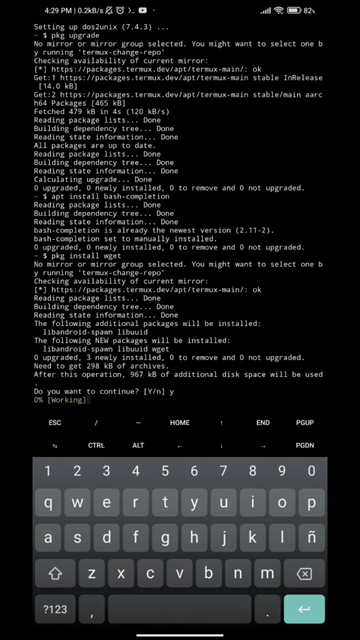 4:29 PM | 0.2kB/s
82%
Setting up dos2unix (7.4.3) ...
~ $ pkg upgrade
No mirror or mirror group selected. You might want to select one b
y running 'termux-change-repo'
Checking availability of current mirror:
[*] https://packages.termux.dev/apt/termux-main/: ok
Get:1 https://packages.termux.dev/apt/termux-main stable InRelease
[14.0 kB]
Get:2 https://packages.termux.dev/apt/termux-main stable/main aarc
h64 Packages [465 kB]
Fetched 479 kB in 4s (120 kB/s)
Reading package lists... Done
Building dependency tree... Done
Reading state information... Done
All packages are up to date.
Reading package lists... Done
Building dependency tree... Done
Reading state information... Done
Calculating upgrade... Done
0 upgraded, 0 newly installed, 0 to remove and 0 not upgraded.
~ $ apt install bash-completion
Reading package lists... Done
Building dependency tree... Done
Reading state information... Done
bash-completion is already the newest version (2.11-2).
bash-completion set to manually installed.
0 upgraded, 0 newly installed, 0 to remove and 0 not upgraded.
~ $ pkg install wget
No mirror or mirror group selected. You might want to select one b
y running 'termux-change-repo'
Checking availability of current mirror:
[*] https://packages.termux.dev/apt/termux-main/: ok
Reading package lists... Done
Building dependency tree... Done
Reading state information... Done
The following additional packages will be installed:
libandroid-spawn libuuid
The following NEW packages will be installed:
libandroid-spawn libuuid wget
0 upgraded, 3 newly installed, 0 to remove and 0 not upgraded.
Need to get 298 kB of archives.
After this operation, 967 kB of additional disk space will be used
.
Do you want to continue? [Y/n] y
0% [Working]
ESC / — HOME ↑ END PGUP
↹ CTRL ALT ← ↓ → PGDN
1 2 3 4 5 6 7 8 9 0
q w e r t y u i o p
a s d f g h j k l ñ
z x c v b n m
?123 , .